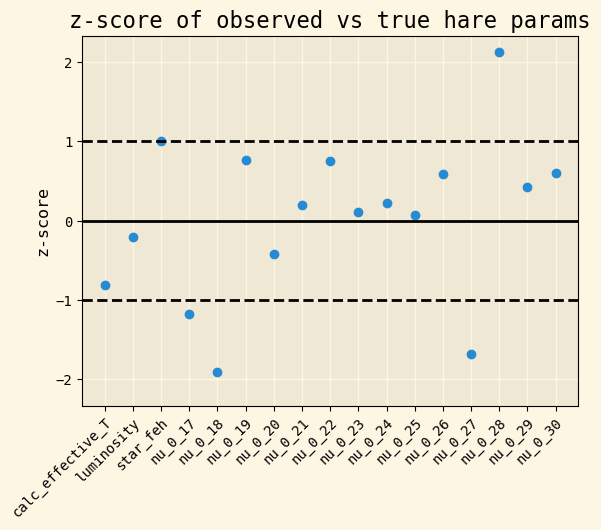 z-score of observed vs true hare params
z-score
2
1
0
−1
−2
calc_effective_T
luminosity
star_feh
nu_0_17
nu_0_18
nu_0_19
nu_0_20
nu_0_21
nu_0_22
nu_0_23
nu_0_24
nu_0_25
nu_0_26
nu_0_27
nu_0_28
nu_0_29
nu_0_30